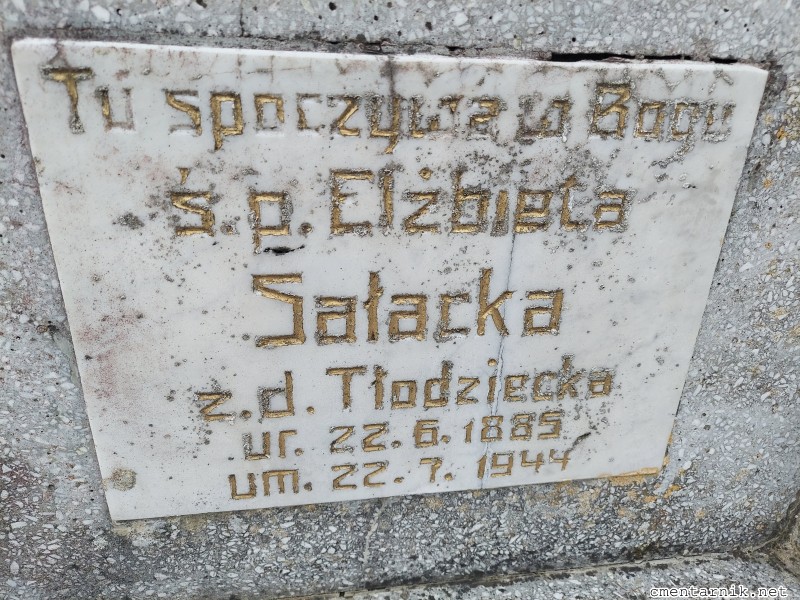 Tu spoczywa w Bogu
ś.p. Elżbieta
Sałacka
z.d. Tłodziecka
ur. 22.6.1885
um. 22.7.1944
cmentarnik.net